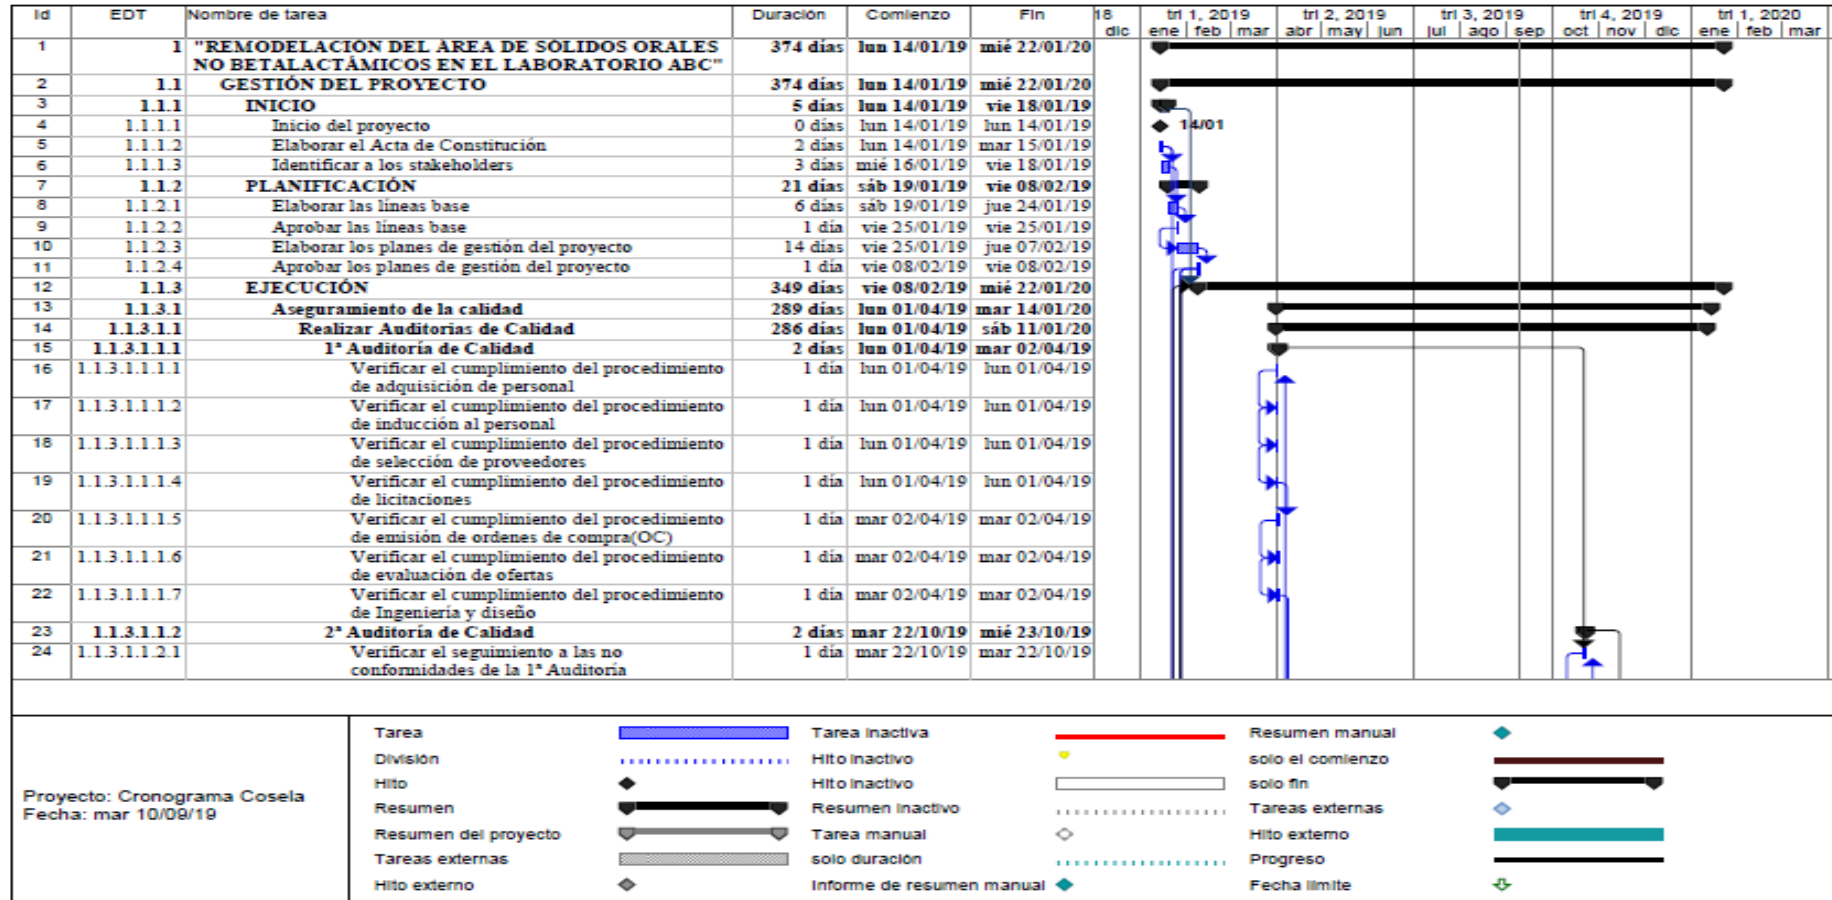 Id EDT Nombre de tarea Duración Comienzo Fin 18 tri 1, 2019 tri 2, 2019 tri 3, 2019 tri 4, 2019 tri 1, 2020
dic ene feb mar abr may jun jul ago sep oct nov dic ene feb mar
1 1 "REMODELACIÓN DEL ÁREA DE SÓLIDOS ORALES 374 días lun 14/01/19 mié 22/01/20
NO BETALACTÁMICOS EN EL LABORATORIO ABC"
2 1.1 GESTIÓN DEL PROYECTO 374 días lun 14/01/19 mié 22/01/20
3 1.1.1 INICIO 5 días lun 14/01/19 vie 18/01/19
4 1.1.1.1 Inicio del proyecto 0 días lun 14/01/19 lun 14/01/19 14/01
5 1.1.1.2 Elaborar el Acta de Constitución 2 días lun 14/01/19 mar 15/01/19
6 1.1.1.3 Identificar a los stakeholders 3 días mié 16/01/19 vie 18/01/19
7 1.1.2 PLANIFICACIÓN 21 días sáb 19/01/19 vie 08/02/19
8 1.1.2.1 Elaborar las líneas base 6 días sáb 19/01/19 jue 24/01/19
9 1.1.2.2 Aprobar las líneas base 1 día vie 25/01/19 vie 25/01/19
10 1.1.2.3 Elaborar los planes de gestión del proyecto 14 días vie 25/01/19 jue 07/02/19
11 1.1.2.4 Aprobar los planes de gestión del proyecto 1 día vie 08/02/19 vie 08/02/19
12 1.1.3 EJECUCIÓN 349 días vie 08/02/19 mié 22/01/20
13 1.1.3.1 Aseguramiento de la calidad 289 días lun 01/04/19 mar 14/01/20
14 1.1.3.1.1 Realizar Auditorias de Calidad 286 días lun 01/04/19 sáb 11/01/20
15 1.1.3.1.1.1 1ª Auditoría de Calidad 2 días lun 01/04/19 mar 02/04/19
16 1.1.3.1.1.1.1 Verificar el cumplimiento del procedimiento 1 día lun 01/04/19 lun 01/04/19
de adquisición de personal
17 1.1.3.1.1.1.2 Verificar el cumplimiento del procedimiento 1 día lun 01/04/19 lun 01/04/19
de inducción al personal
18 1.1.3.1.1.1.3 Verificar el cumplimiento del procedimiento 1 día lun 01/04/19 lun 01/04/19
de selección de proveedores
19 1.1.3.1.1.1.4 Verificar el cumplimiento del procedimiento 1 día lun 01/04/19 lun 01/04/19
de licitaciones
20 1.1.3.1.1.1.5 Verificar el cumplimiento del procedimiento 1 día mar 02/04/19 mar 02/04/19
de emisión de ordenes de compra(OC)
21 1.1.3.1.1.1.6 Verificar el cumplimiento del procedimiento 1 día mar 02/04/19 mar 02/04/19
de evaluación de ofertas
22 1.1.3.1.1.1.7 Verificar el cumplimiento del procedimiento 1 día mar 02/04/19 mar 02/04/19
de Ingeniería y diseño
23 1.1.3.1.1.2 2ª Auditoría de Calidad 2 días mar 22/10/19 mié 23/10/19
24 1.1.3.1.1.2.1 Verificar el seguimiento a las no 1 día mar 22/10/19 mar 22/10/19
conformidades de la 1ª Auditoría
Proyecto: Cronograma Cosela
Fecha: mar 10/09/19
Tarea Tarea inactiva Resumen manual
División Hito inactivo solo el comienzo
Hito Hito inactivo solo fin
Resumen Resumen inactivo Tareas externas
Resumen del proyecto Tarea manual Hito externo
Tareas externas solo duración Progreso
Hito externo Informe de resumen manual Fecha límite